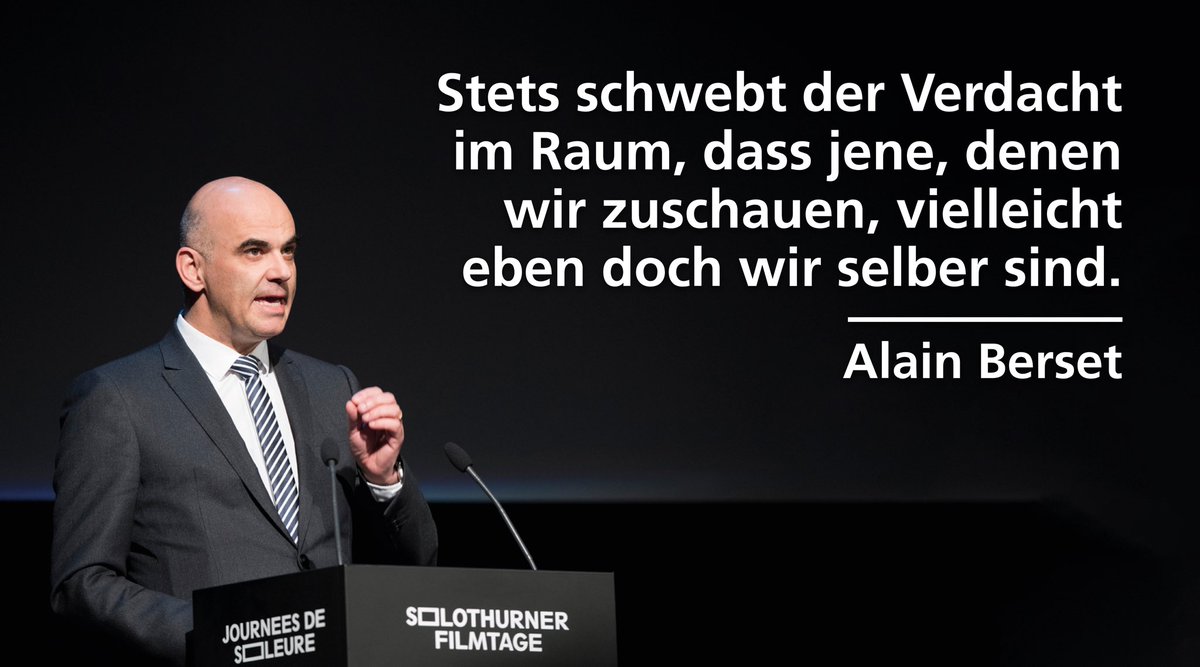 Stets schwebt der Verdacht
im Raum, dass jene, denen
wir zuschauen, vielleicht
eben doch wir selber sind.
Alain Berset
JOURNEES DE
SOLEURE
SOLOTHURNER
FILMTAGE